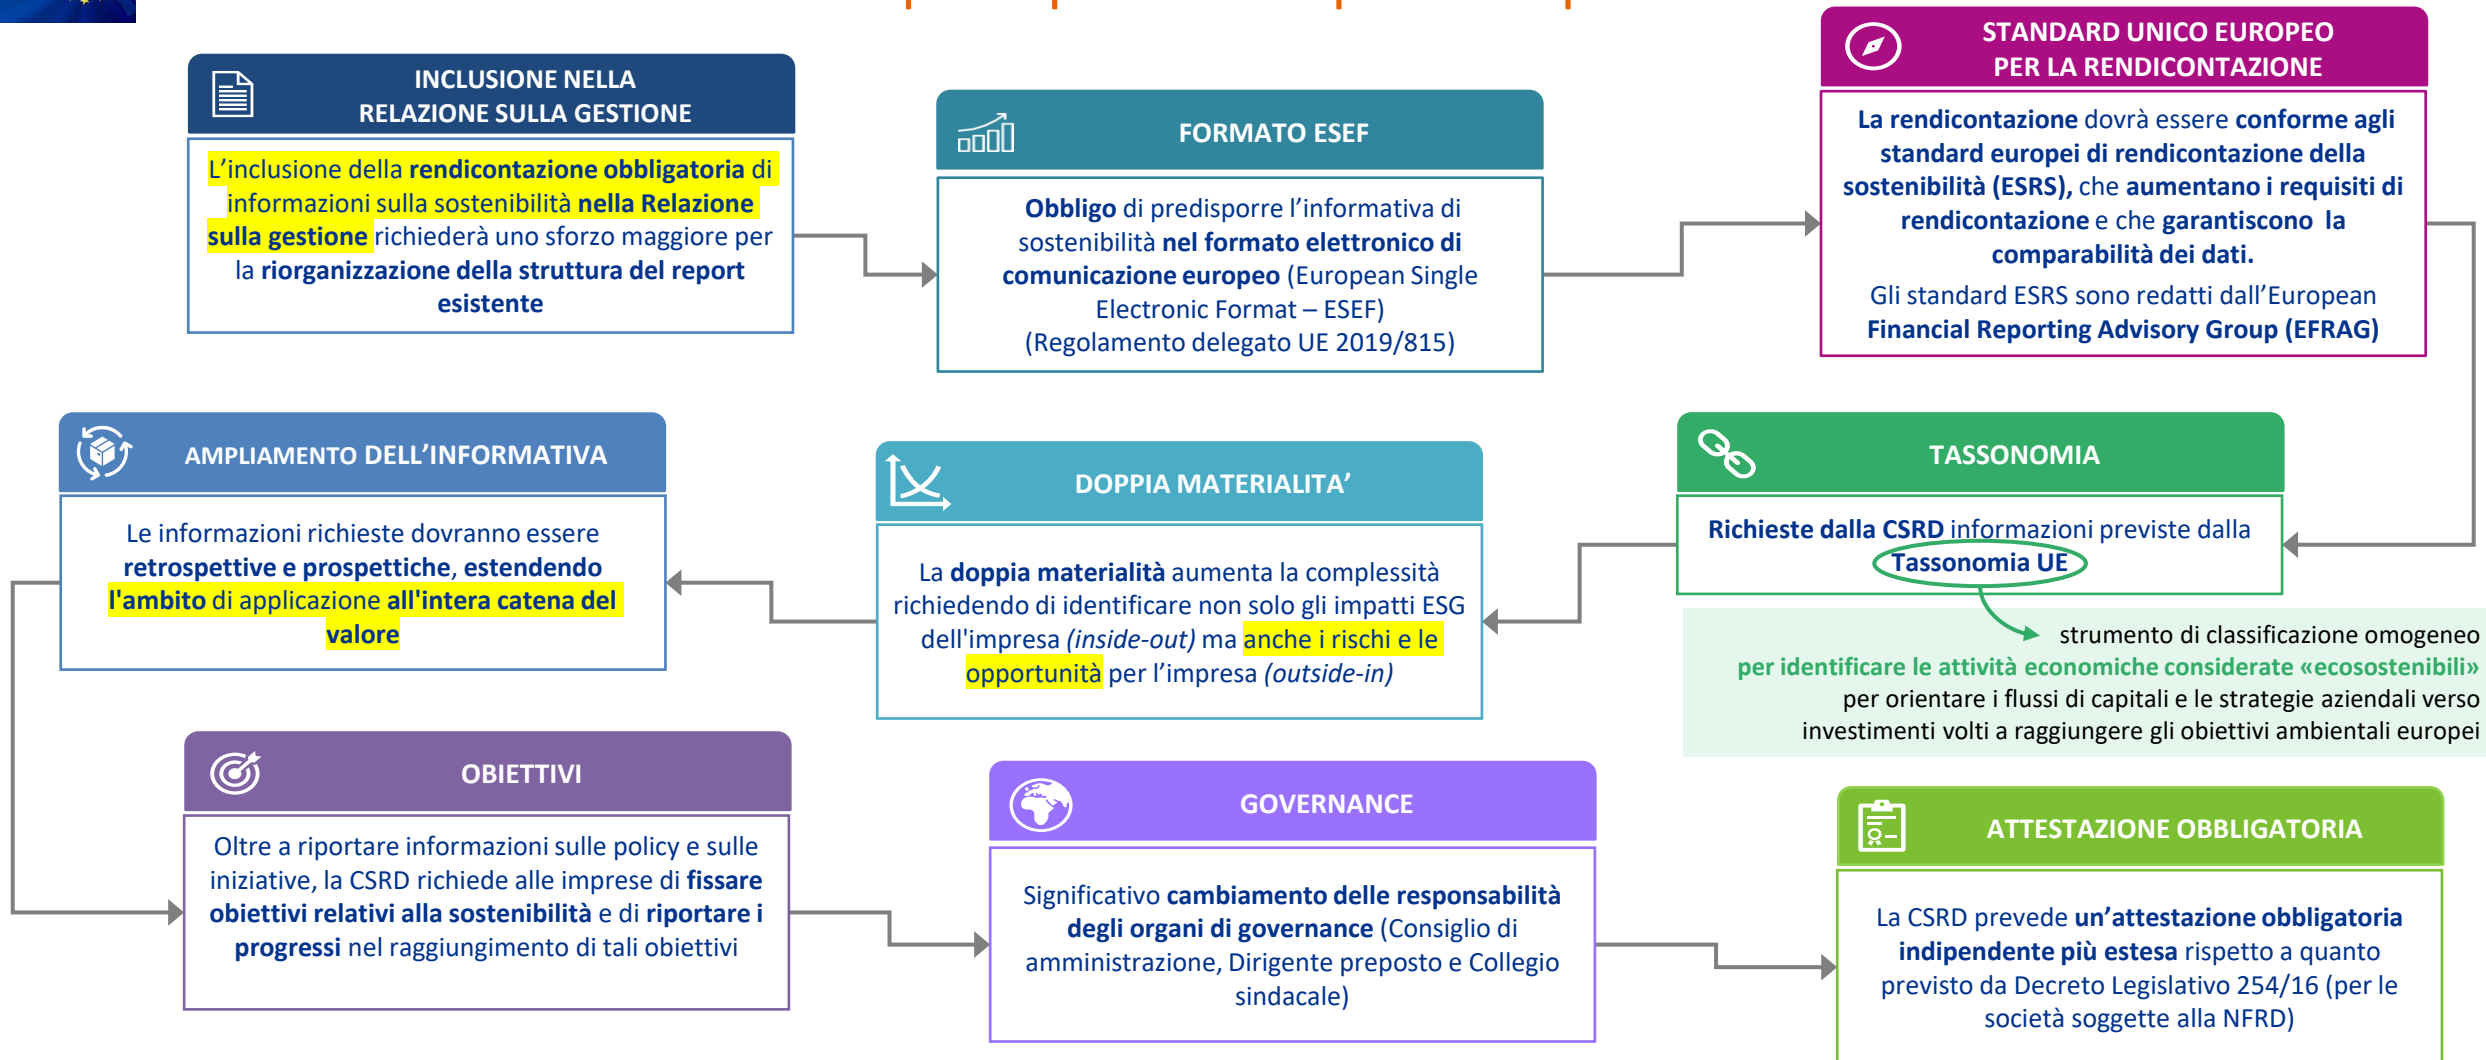 INCLUSIONE NELLA
RELAZIONE SULLA GESTIONE
L’inclusione della rendicontazione obbligatoria di
informazioni sulla sostenibilità nella Relazione
sulla gestione richiederà uno sforzo maggiore per
la riorganizzazione della struttura del report
esistente
FORMATO ESEF
Obbligo di predisporre l’informativa di
sostenibilità nel formato elettronico di
comunicazione europeo (European Single
Electronic Format – ESEF)
(Regolamento delegato UE 2019/815)
STANDARD UNICO EUROPEO
PER LA RENDICONTAZIONE
La rendicontazione dovrà essere conforme agli
standard europei di rendicontazione della
sostenibilità (ESRS), che aumentano i requisiti di
rendicontazione e che garantiscono la
comparabilità dei dati.
Gli standard ESRS sono redatti dall’European
Financial Reporting Advisory Group (EFRAG)
TASSONOMIA
Richieste dalla CSRD informazioni previste dalla
Tassonomia UE
strumento di classificazione omogeneo
per identificare le attività economiche considerate «ecosostenibili»
per orientare i flussi di capitali e le strategie aziendali verso
investimenti volti a raggiungere gli obiettivi ambientali europei
DOPPIA MATERIALITA’
La doppia materialità aumenta la complessità
richiedendo di identificare non solo gli impatti ESG
dell'impresa (inside-out) ma anche i rischi e le
opportunità per l’impresa (outside-in)
AMPLIAMENTO DELL’INFORMATIVA
Le informazioni richieste dovranno essere
retrospettive e prospettiche, estendendo
l'ambito di applicazione all'intera catena del
valore
OBIETTIVI
Oltre a riportare informazioni sulle policy e sulle
iniziative, la CSRD richiede alle imprese di fissare
obiettivi relativi alla sostenibilità e di riportare i
progressi nel raggiungimento di tali obiettivi
GOVERNANCE
Significativo cambiamento delle responsabilità
degli organi di governance (Consiglio di
amministrazione, Dirigente preposto e Collegio
sindacale)
ATTESTAZIONE OBBLIGATORIA
La CSRD prevede un’attestazione obbligatoria
indipendente più estesa rispetto a quanto
previsto da Decreto Legislativo 254/16 (per le
società soggette alla NFRD)